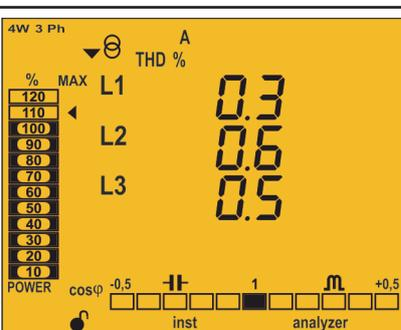 4W 3 Ph
A
THD %
% MAX L1 0.3
120
110
100
90
L2 0.6
80
70
60
L3 0.5
50
40
30
20
10
POWER
cosφ -0,5 1 +0,5
inst analyzer